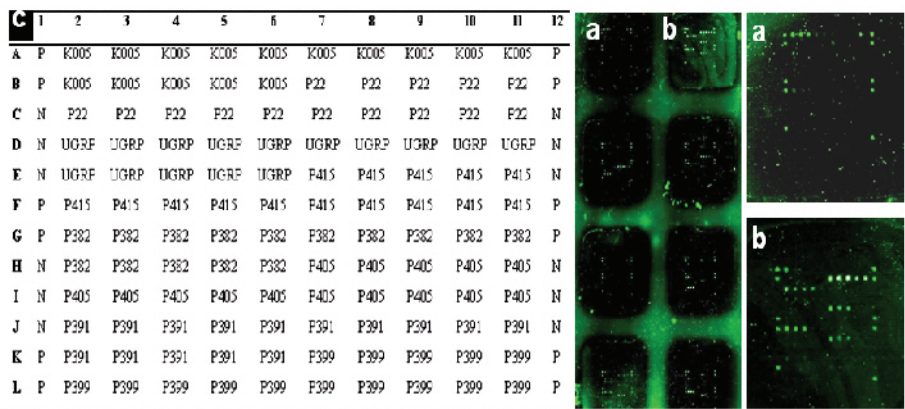 C 1 2 3 4 5 6 7 8 9 10 11 12
A P K005 K005 K005 K005 K005 K005 K005 K005 K005 K005 P
B P K005 K005 K005 K005 K005 P22 P22 P22 P22 P22 P
C N P22 P22 P22 P22 P22 P22 P22 P22 P22 P22 N
D N UGRP UGRP UGRP UGRP UGRP UGRP UGRP UGRP UGRP UGRP N
E N UGRP UGRP UGRP UGRP UGRP P415 P415 P415 P415 P415 N
F P P415 P415 P415 P415 P415 P415 P415 P415 P415 P415 P
G P P382 P382 P382 P382 P382 P382 P382 P382 P382 P382 P
H N P382 P382 P382 P382 P382 P405 P405 P405 P405 P405 N
I N P405 P405 P405 P405 P405 P405 P405 P405 P405 P405 N
J N P391 P391 P391 P391 P391 P391 P391 P391 P391 P391 N
K P P391 P391 P391 P391 P391 P399 P399 P399 P399 P399 P
L P P399 P399 P399 P399 P399 P399 P399 P399 P399 P399 P
a b
a
b